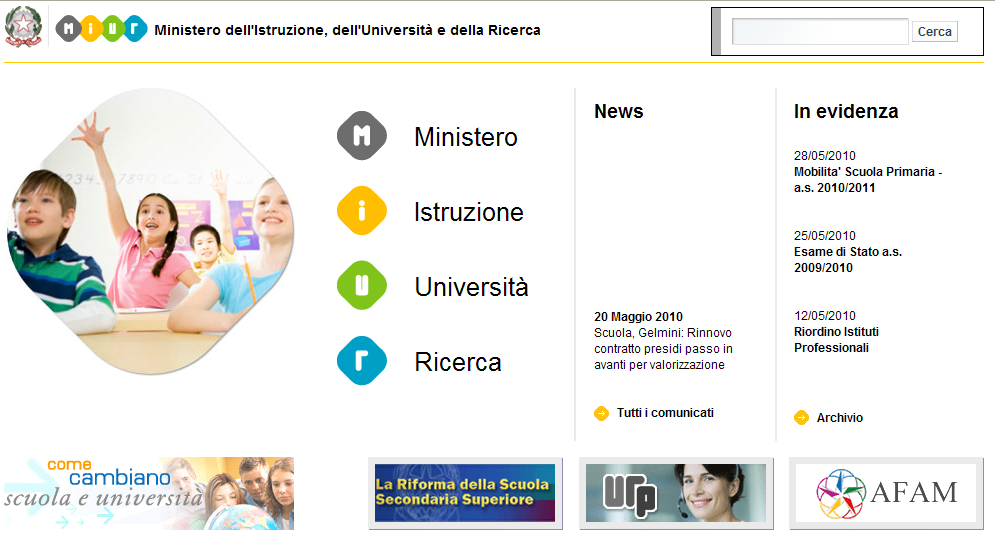 miur Ministero dell'Istruzione, dell'Università e della Ricerca
Cerca
M Ministero
i Istruzione
u Università
r Ricerca
News
20 Maggio 2010
Scuola, Gelmini: Rinnovo
contratto presidi passo in
avanti per valorizzazione
Tutti i comunicati
In evidenza
28/05/2010
Mobilita' Scuola Primaria -
a.s. 2010/2011
25/05/2010
Esame di Stato a.s.
2009/2010
12/05/2010
Riordino Istituti
Professionali
Archivio
come
cambiano
scuola e università
La Riforma della Scuola
Secondaria Superiore
urp
AFAM